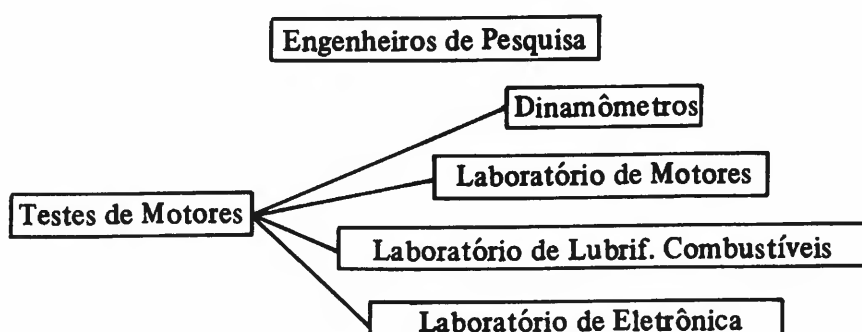 Engenheiros de Pesquisa
Dinamômetros
Laboratório de Motores
Testes de Motores
Laboratório de Lubrif. Combustíveis
Laboratório de Eletrônica